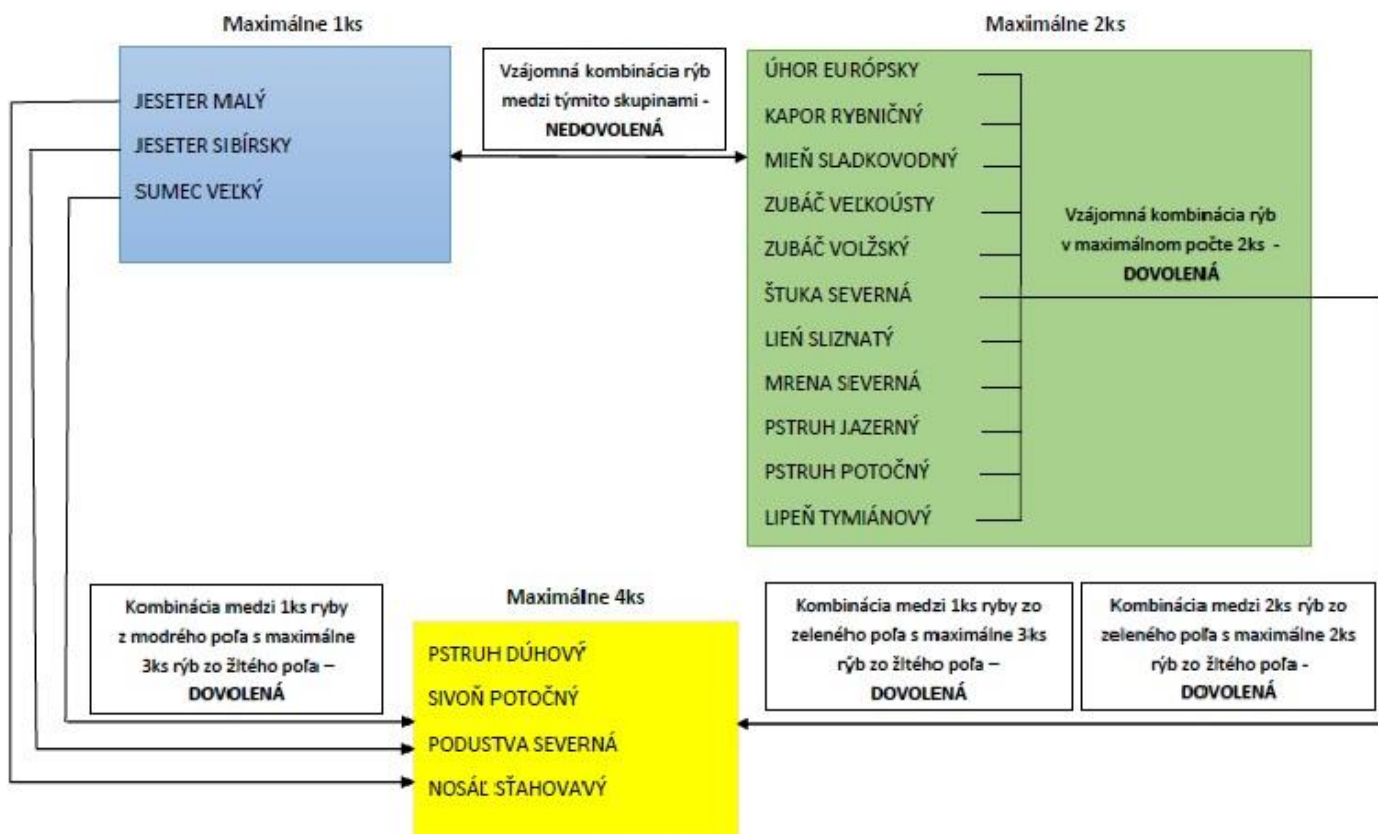 Maximálne 1ks
JESETER MALÝ
JESETER SIBÍRSKY
SUMEC VEĽKÝ
Vzájomná kombinácia rýb
medzi týmito skupinami -
NEDOVOLENÁ
Maximálne 2ks
ÚHOR EURÓPSKY
KAPOR RYBNIČNÝ
MIEŇ SLADKOVODNÝ
ZUBÁČ VEĽKOÚSTY
ZUBÁČ VOLŽSKÝ
ŠTUKA SEVERNÁ
LIEŃ SLIZNATÝ
MRENA SEVERNÁ
PSTRUH JAZERNÝ
PSTRUH POTOČNÝ
LIPEŇ TYMIÁNOVÝ
Vzájomná kombinácia rýb
v maximálnom počte 2ks -
DOVOLENÁ
Kombinácia medzi 1ks ryby
z modrého poľa s maximálne
3ks rýb zo žltého poľa –
DOVOLENÁ
Maximálne 4ks
PSTRUH DÚHOVÝ
SIVOŇ POTOČNÝ
PODUSTVA SEVERNÁ
NOSÁĽ SŤAHOVAVÝ
Kombinácia medzi 1ks ryby zo
zeleného poľa s maximálne 3ks
rýb zo žltého poľa –
DOVOLENÁ
Kombinácia medzi 2ks rýb zo
zeleného poľa s maximálne 2ks
rýb zo žltého poľa -
DOVOLENÁ